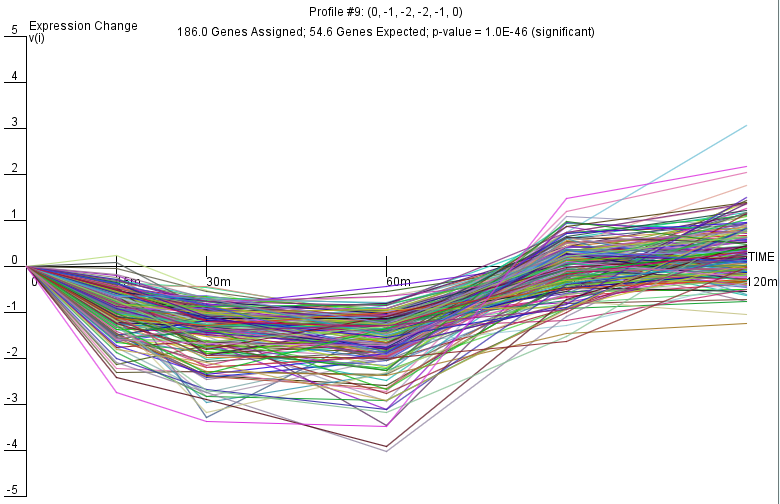 Profile #9: (0, -1, -2, -2, -1, 0)
Expression Change
v(i)
186.0 Genes Assigned; 54.6 Genes Expected; p-value = 1.0E-46 (significant)
5
4
3
2
1
0
-1
-2
-3
-4
-5
0
30m
60m
TIME
120m